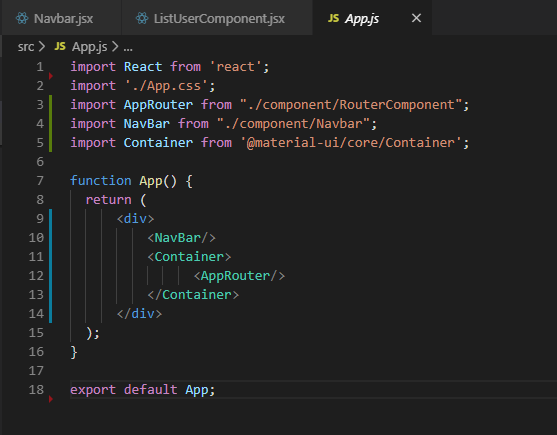 Navbar.jsx ListUserComponent.jsx JS App.js ×
src > JS App.js > ...
1 import React from 'react';
2 import './App.css';
3 import AppRouter from "./component/RouterComponent";
4 import NavBar from "./component/Navbar";
5 import Container from '@material-ui/core/Container';
6
7 function App() {
8 return (
9 <div>
10 <NavBar/>
11 <Container>
12 <AppRouter/>
13 </Container>
14 </div>
15 );
16 }
17
18 export default App;